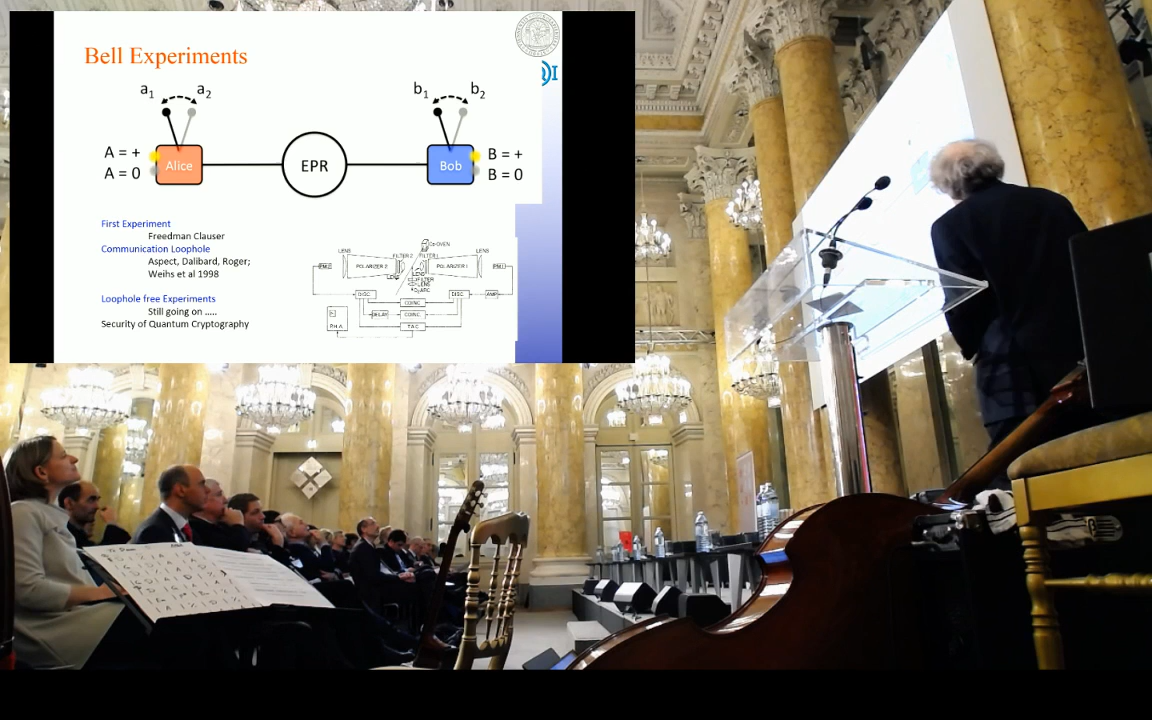 Bell Experiments
a1 a2
b1 b2
A = +
A = 0
Alice
EPR
Bob
B = +
B = 0
First Experiment
Freedman Clauser
Communication Loophole
Aspect, Dalibard, Roger;
Weihs et al 1998
Loophole free Experiments
Still going on .....
Security of Quantum Cryptography
LENS
FILTER 2
FILTER 1
LENS
POLARIZER 2
POLARIZER 1
LENS
DISC.
DISC.
AMP
COINC.
DELAY
COINC.
P H A
T A C